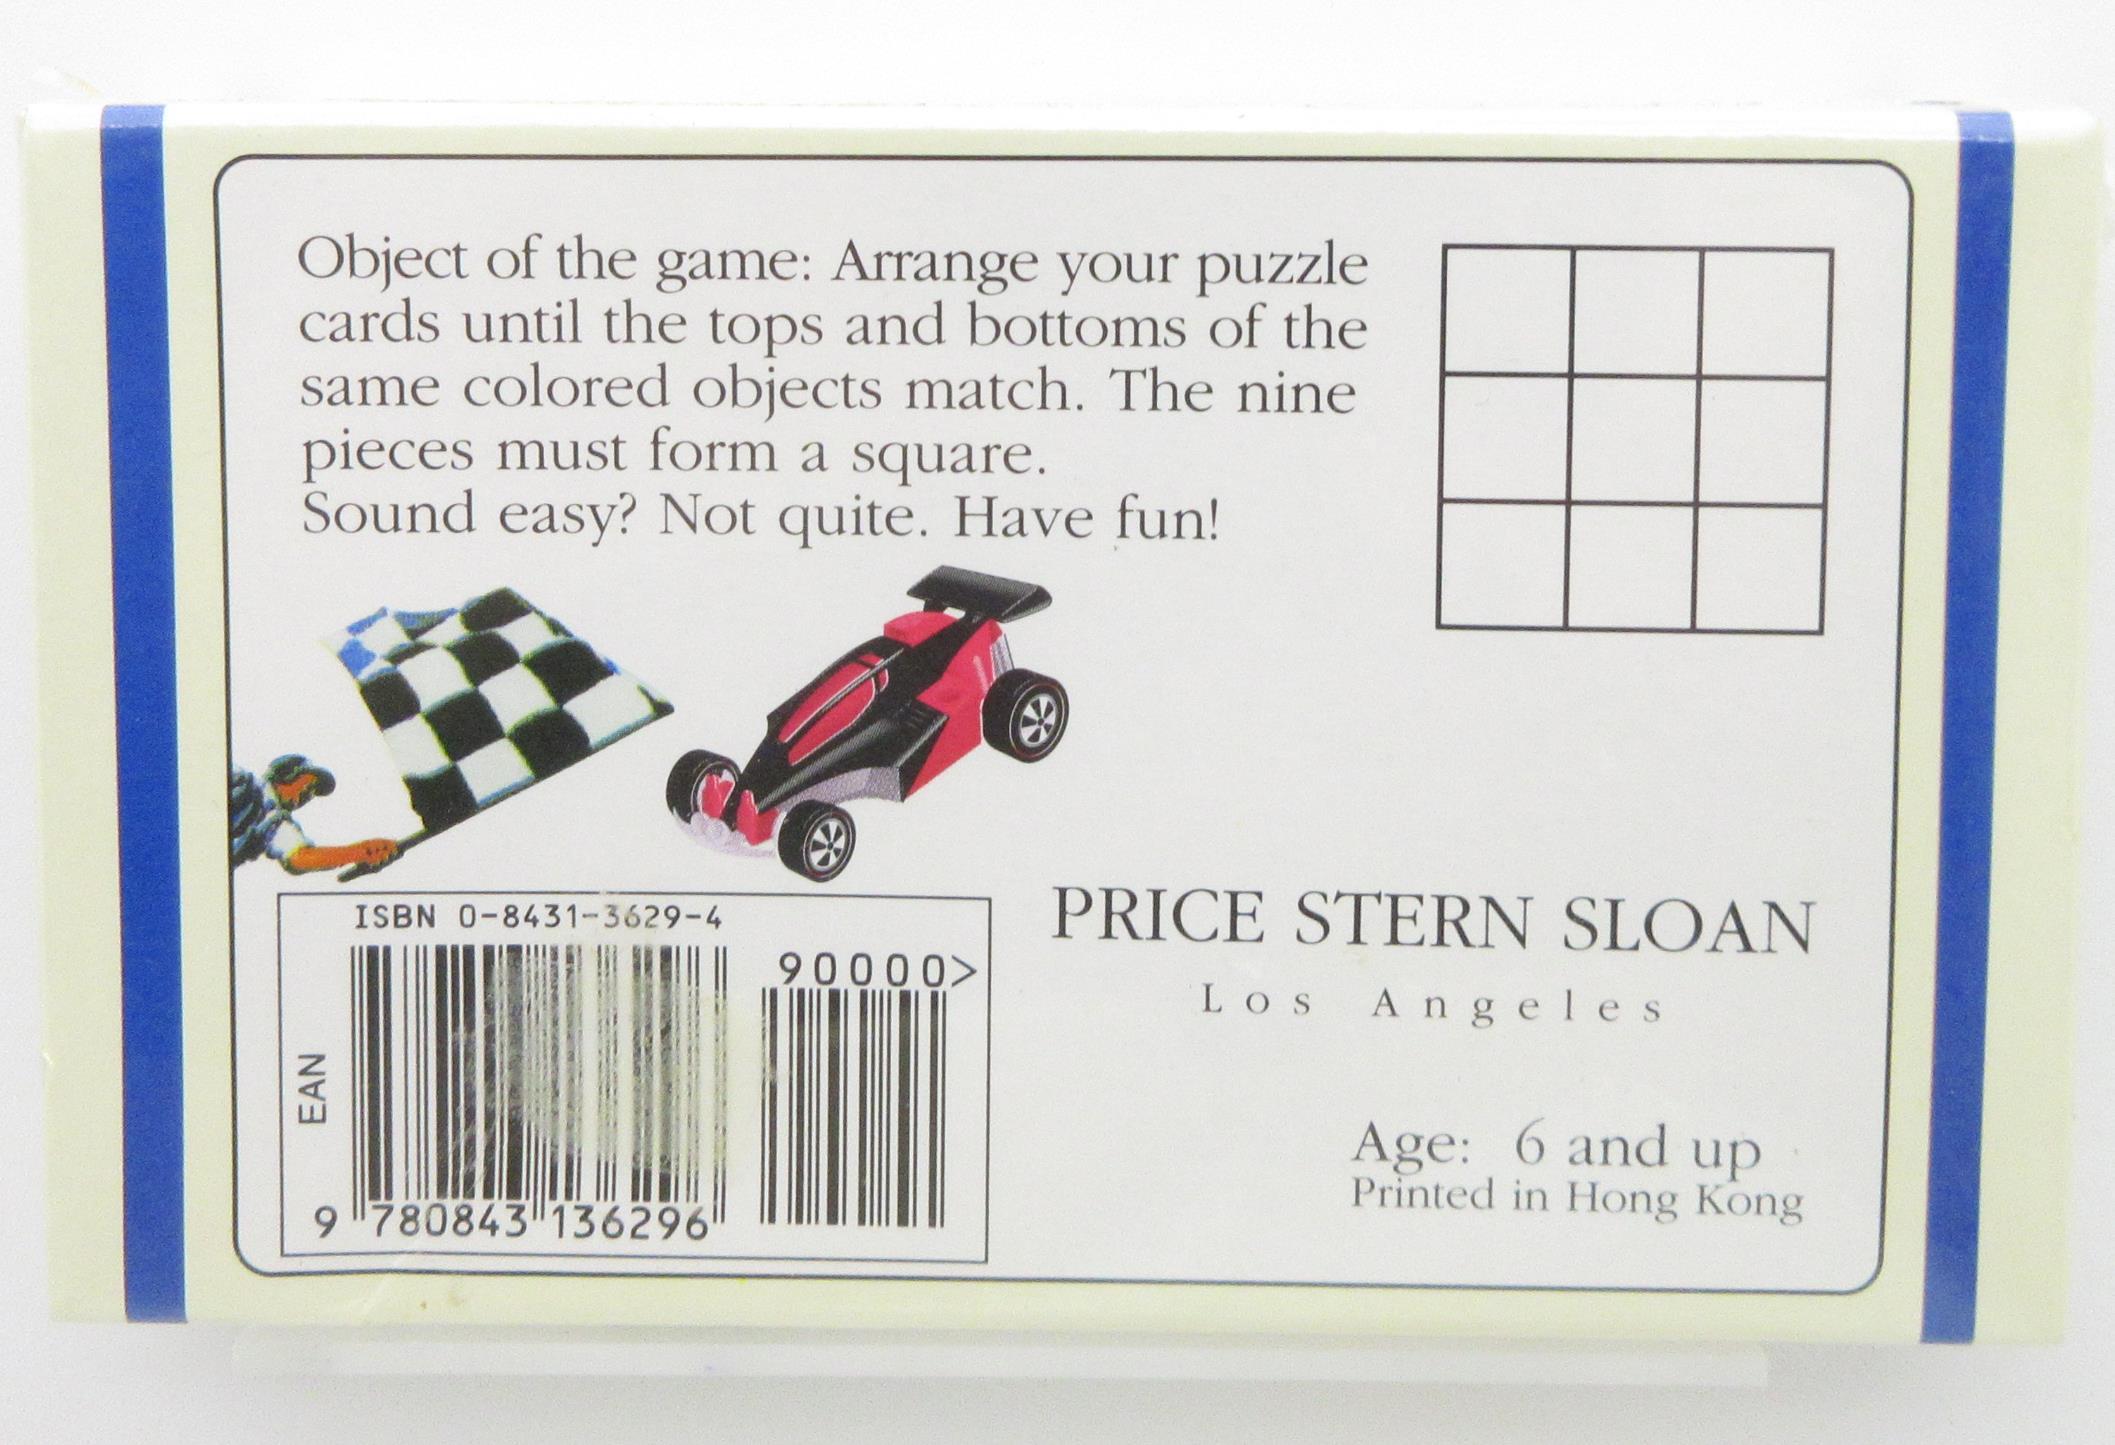 Object of the game: Arrange your puzzle
cards until the tops and bottoms of the
same colored objects match. The nine
pieces must form a square.
Sound easy? Not quite. Have fun!
ISBN 0-8431-3629-4
90000>
EAN
9 780843 136296
PRICE STERN SLOAN
Los Angeles
Age: 6 and up
Printed in Hong Kong